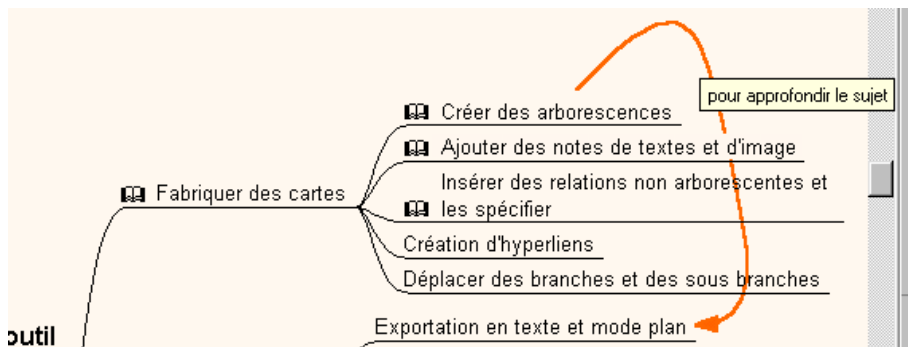 pour approfondir le sujet
Créer des arborescences
Ajouter des notes de textes et d'image
Insérer des relations non arborescentes et
les spécifier
Fabriquer des cartes
Création d'hyperliens
Déplacer des branches et des sous branches
Exportation en texte et mode plan